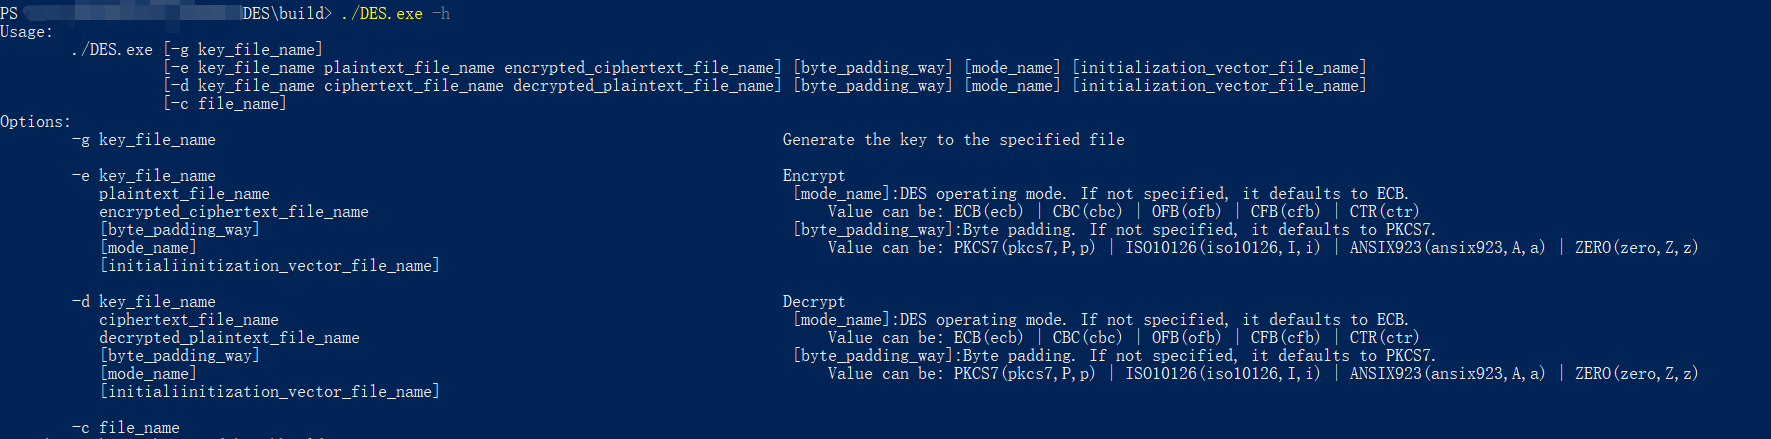 PS DES\build> ./DES.exe -h
Usage:
./DES.exe [-g key_file_name]
[-e key_file_name plaintext_file_name encrypted_ciphertext_file_name] [byte_padding_way] [mode_name] [initialization_vector_file_name]
[-d key_file_name ciphertext_file_name decrypted_plaintext_file_name] [byte_padding_way] [mode_name] [initialization_vector_file_name]
[-c file_name]
Options:
-g key_file_name Generate the key to the specified file
-e key_file_name Encrypt
plaintext_file_name [mode_name]:DES operating mode. If not specified, it defaults to ECB.
encrypted_ciphertext_file_name Value can be: ECB(ecb) | CBC(cbc) | OFB(ofb) | CFB(cfb) | CTR(ctr)
[byte_padding_way] [byte_padding_way]:Byte padding. If not specified, it defaults to PKCS7.
[mode_name] Value can be: PKCS7(pkcs7,P,p) | ISO10126(iso10126,I,i) | ANSIX923(ansix923,A,a) | ZERO(zero,Z,z)
[initialiinitization_vector_file_name]
-d key_file_name Decrypt
ciphertext_file_name [mode_name]:DES operating mode. If not specified, it defaults to ECB.
decrypted_plaintext_file_name Value can be: ECB(ecb) | CBC(cbc) | OFB(ofb) | CFB(cfb) | CTR(ctr)
[byte_padding_way] [byte_padding_way]:Byte padding. If not specified, it defaults to PKCS7.
[mode_name] Value can be: PKCS7(pkcs7,P,p) | ISO10126(iso10126,I,i) | ANSIX923(ansix923,A,a) | ZERO(zero,Z,z)
[initialiinitization_vector_file_name]
-c file_name